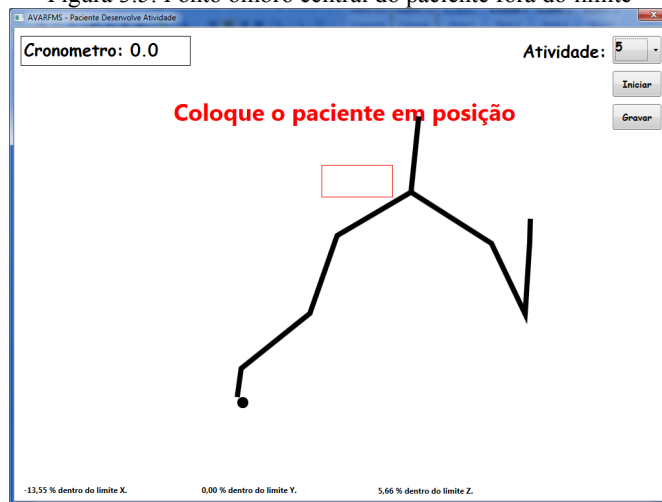 Figura 5.5: Ponto ombro central do paciente fora do limite
AVARFMS - Paciente Desenvolve Atividade
Cronometro: 0.0
Atividade: 5
Iniciar
Coloque o paciente em posição
Gravar
-13,55 % dentro do limite X.
0,00 % dentro do limite Y.
5,66 % dentro do limite Z.